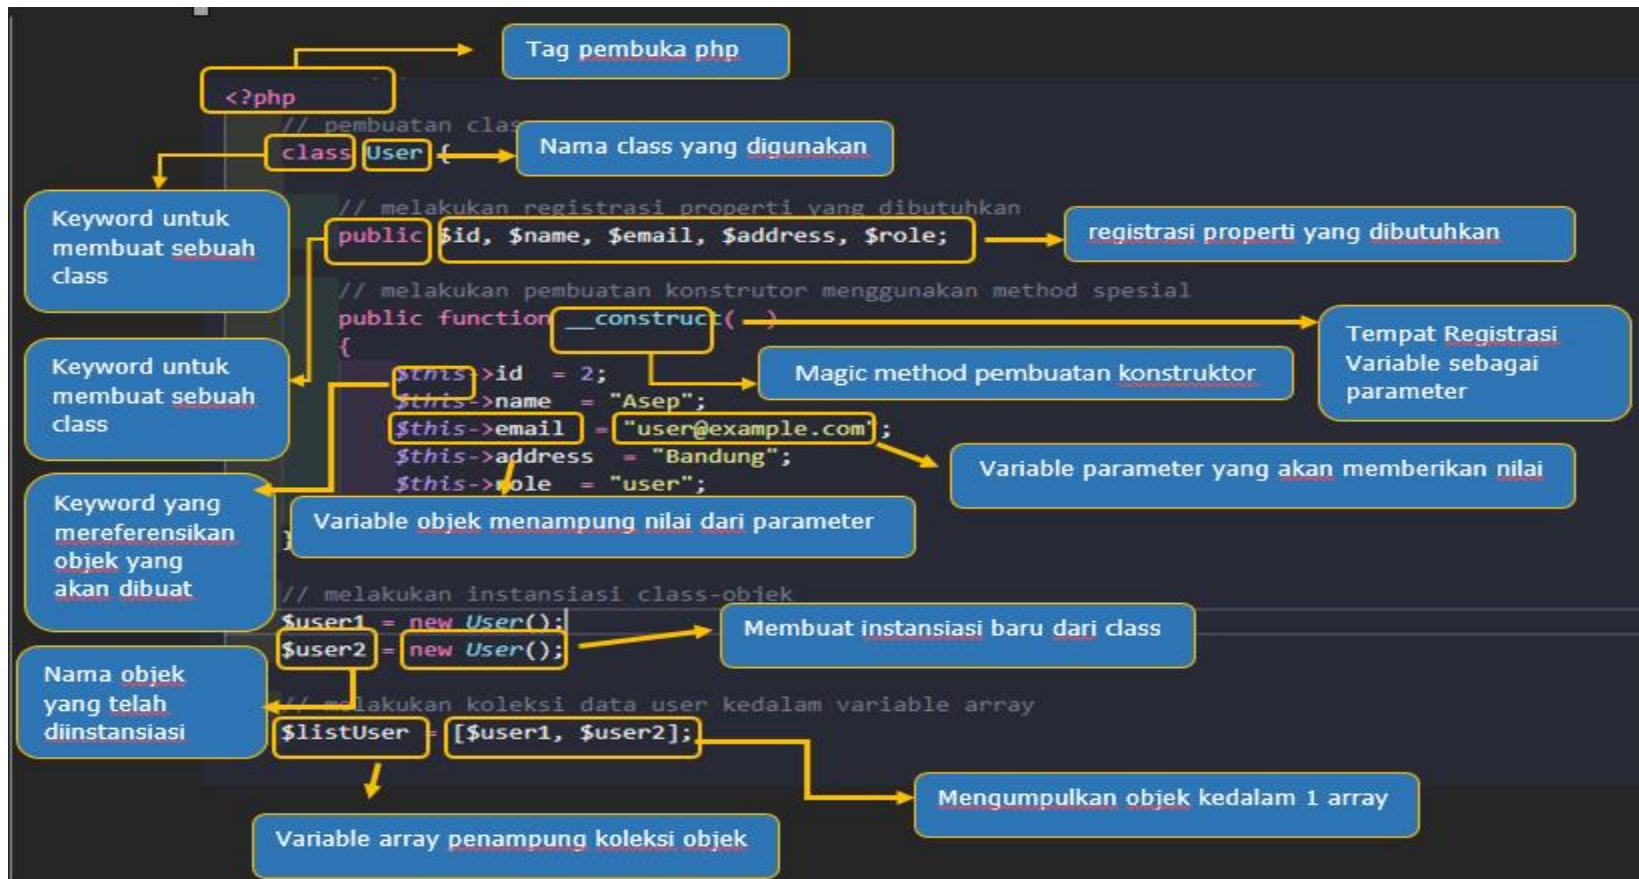 Tag pembuka php
<?php
// pembuatan clas
class User {
Nama class yang digunakan
Keyword untuk
membuat sebuah
class
// melakukan registrasi properti yang dibutuhkan
public $id, $name, $email, $address, $role;
registrasi properti yang dibutuhkan
// melakukan pembuatan konstrutor menggunakan method spesial
public function __construct( )
{
Tempat Registrasi
Variable sebagai
parameter
Keyword untuk
membuat sebuah
class
Magic method pembuatan konstruktor
$this->id = 2;
$this->name = "Asep";
$this->email = "user@example.com";
$this->address = "Bandung";
$this->role = "user";
Variable parameter yang akan memberikan nilai
Keyword yang
mereferensikan
objek yang
akan dibuat
Variable objek menampung nilai dari parameter
}
// melakukan instansiasi class-objek
$user1 = new User();
$user2 = new User();
Membuat instansiasi baru dari class
Nama objek
yang telah
diinstansiasi
// melakukan koleksi data user kedalam variable array
$listUser = [$user1, $user2];
Mengumpulkan objek kedalam 1 array
Variable array penampung koleksi objek